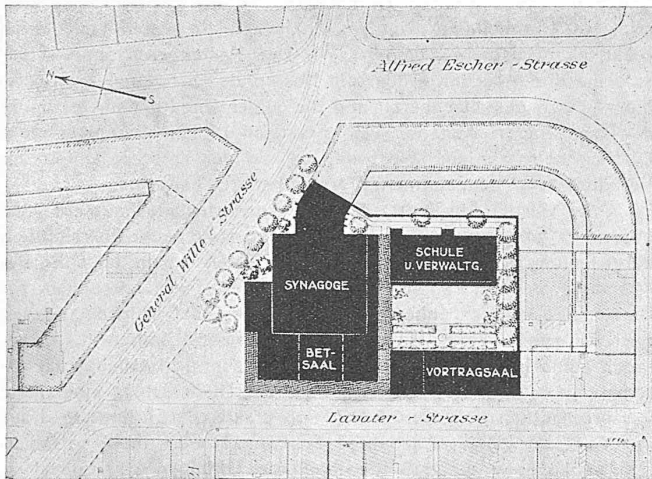 Alfred Escher - Strasse
N
S
General Wille - Strasse
SCHULE
U. VERWALTG.
SYNAGOGE
BET-
SAAL
VORTRAGSAAL
Lavater - Strasse